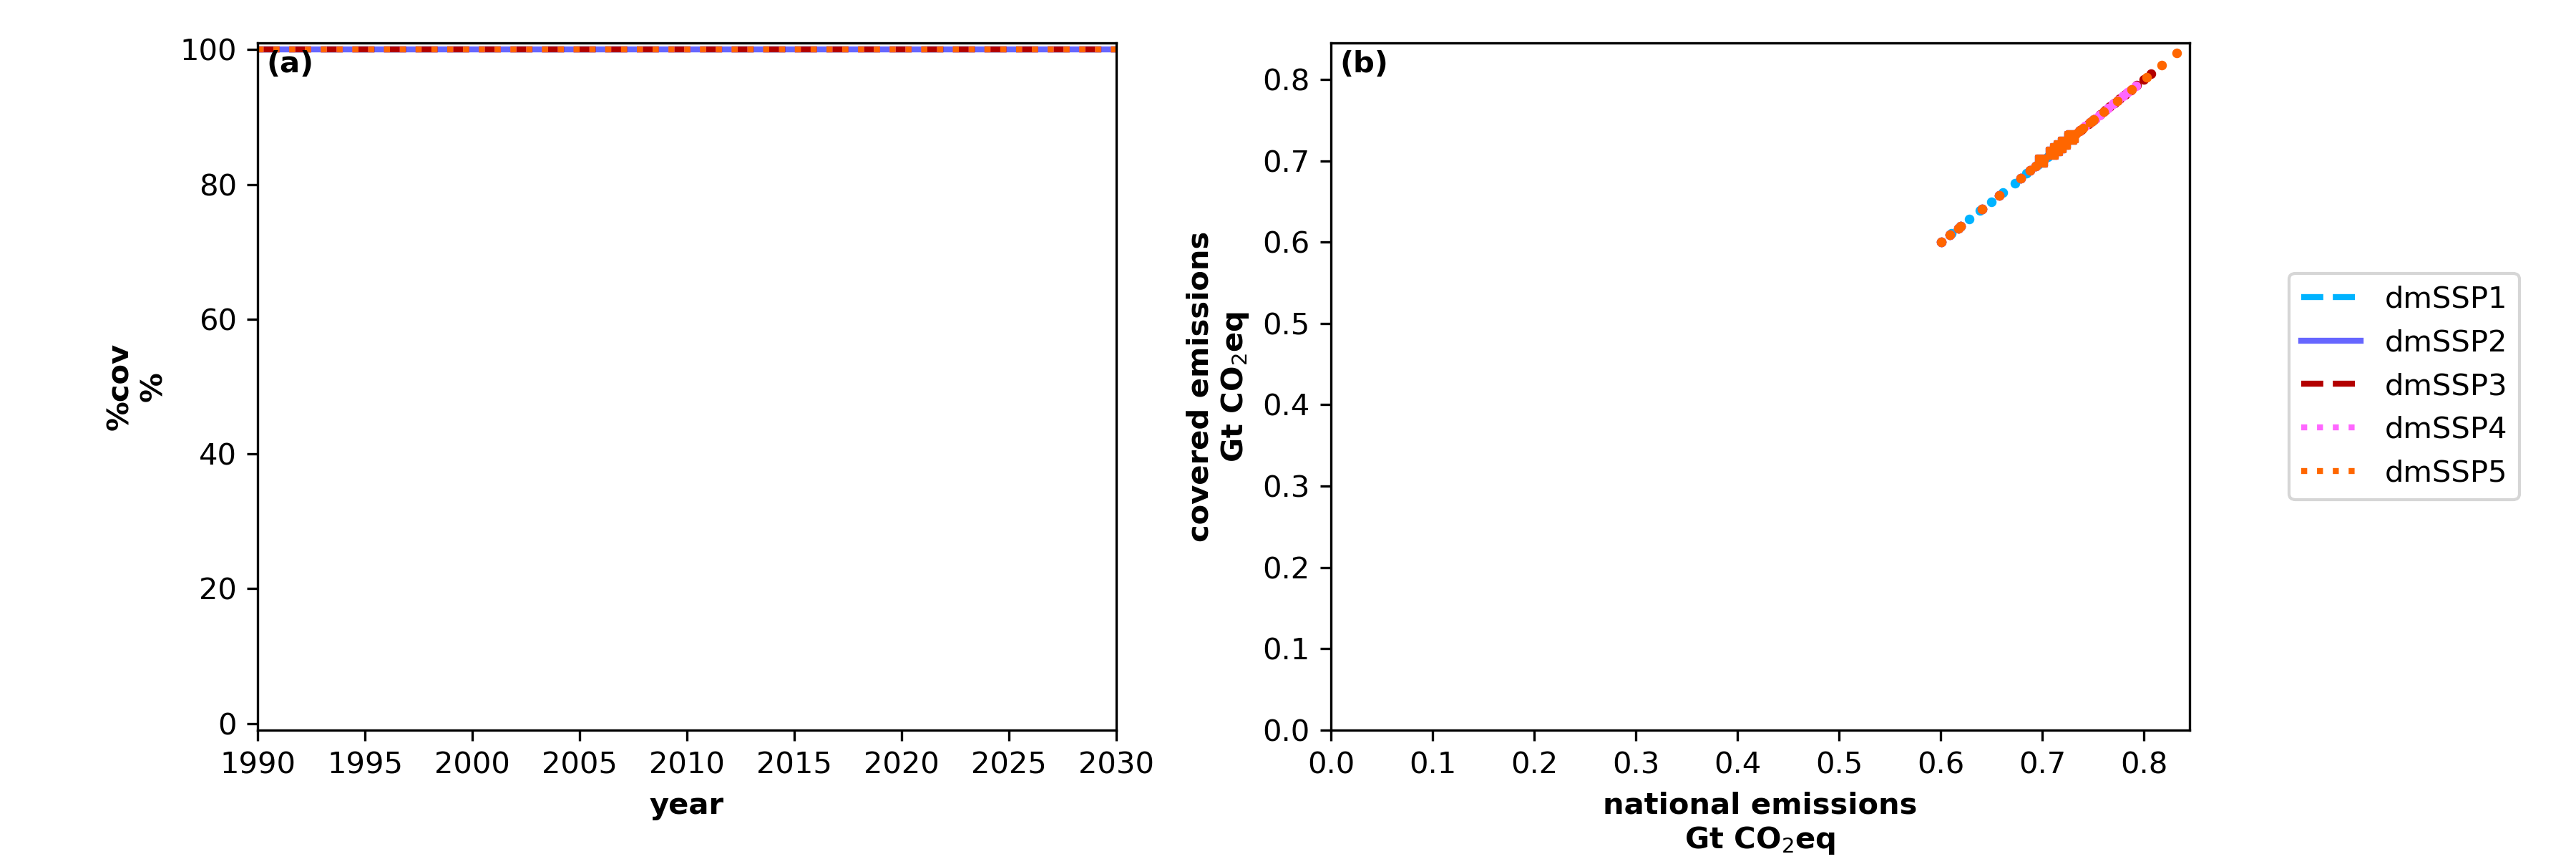 (a)
100
80
60
40
20
0
%cov
%
1990 1995 2000 2005 2010 2015 2020 2025 2030
year
(b)
0.8
0.7
0.6
0.5
0.4
0.3
0.2
0.1
0.0
covered emissions
Gt CO₂eq
0.0 0.1 0.2 0.3 0.4 0.5 0.6 0.7 0.8
national emissions
Gt CO₂eq
dmSSP1
dmSSP2
dmSSP3
dmSSP4
dmSSP5